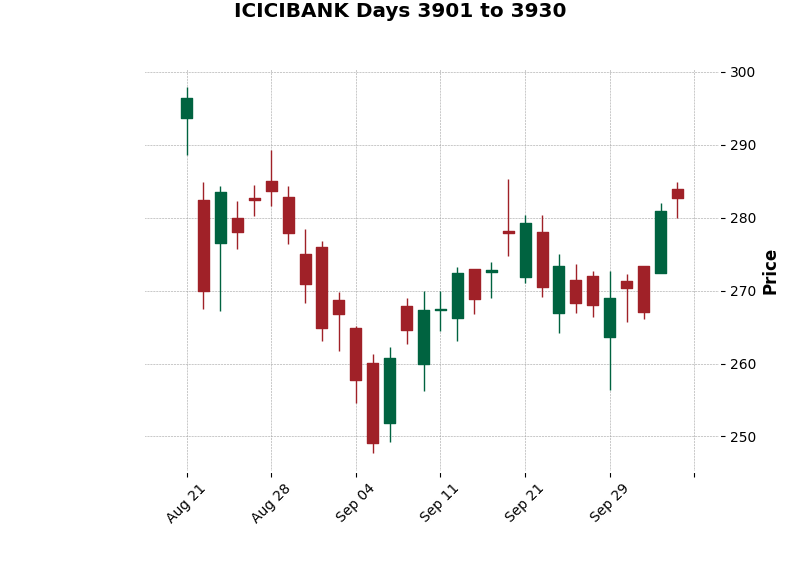 ICICIBANK Days 3901 to 3930
300
290
280
270
260
250
Price
Aug 21
Aug 28
Sep 04
Sep 11
Sep 21
Sep 29